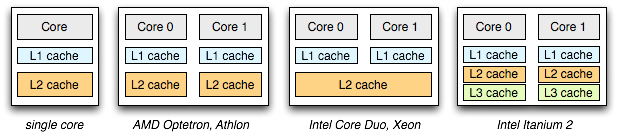 Core
L1 cache
L2 cache
single core
Core 0 Core 1
L1 cache L1 cache
L2 cache L2 cache
AMD Optetron, Athlon
Core 0 Core 1
L1 cache L1 cache
L2 cache
Intel Core Duo, Xeon
Core 0 Core 1
L1 cache L1 cache
L2 cache L2 cache
L3 cache L3 cache
Intel Itanium 2